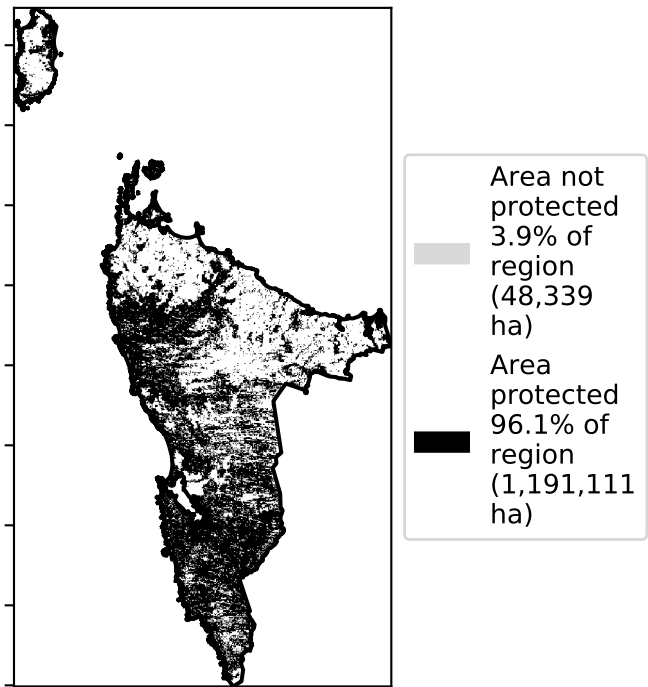 Area not
protected
3.9% of
region
(48,339
ha)
Area
protected
96.1% of
region
(1,191,111
ha)